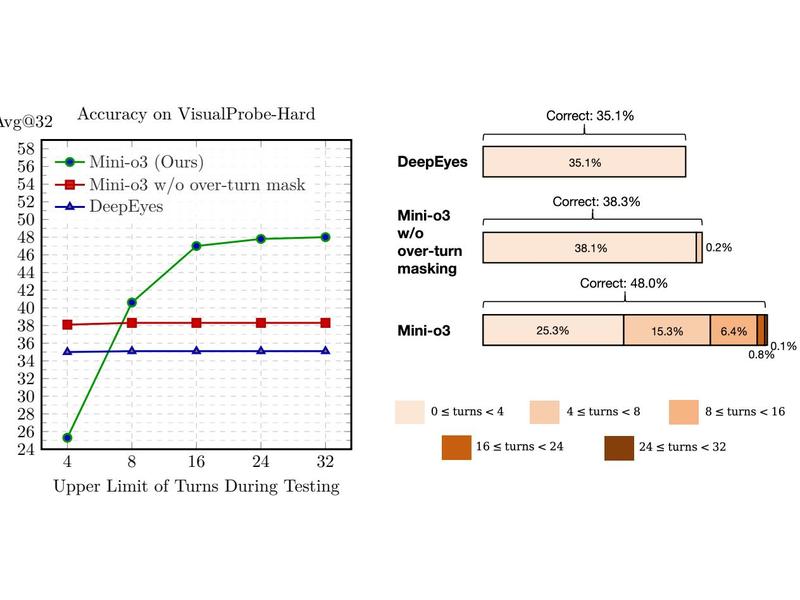 Accuracy on VisualProbe-Hard
Avg@32
58
56
54
52
50
48
46
44
42
40
38
36
34
32
30
28
26
24
Mini-o3 (Ours)
Mini-o3 w/o over-turn mask
DeepEyes
4 8 16 24 32
Upper Limit of Turns During Testing
Correct: 35.1%
DeepEyes
35.1%
Correct: 38.3%
Mini-o3
w/o
over-turn
masking
38.1%
0.2%
Correct: 48.0%
Mini-o3
25.3% 15.3% 6.4%
0.1%
0.8%
0 ≤ turns < 4
4 ≤ turns < 8
8 ≤ turns < 16
16 ≤ turns < 24
24 ≤ turns < 32